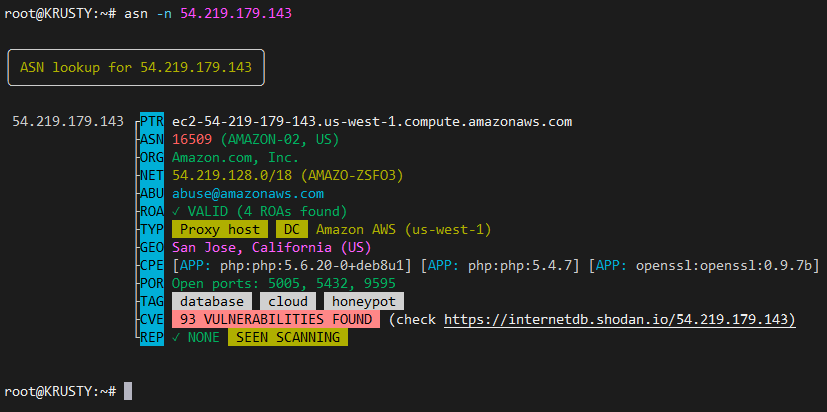 root@KRUSTY:~# asn -n 54.219.179.143
ASN lookup for 54.219.179.143
54.219.179.143 PTR ec2-54-219-179-143.us-west-1.compute.amazonaws.com
ASN 16509 (AMAZON-02, US)
ORG Amazon.com, Inc.
NET 54.219.128.0/18 (AMAZO-ZSFO3)
ABU abuse@amazonaws.com
ROA ✓ VALID (4 ROAs found)
TYP Proxy host DC Amazon AWS (us-west-1)
GEO San Jose, California (US)
CPE [APP: php:php:5.6.20-0+deb8u1] [APP: php:php:5.4.7] [APP: openssl:openssl:0.9.7b]
POR Open ports: 5005, 5432, 9595
TAG database cloud honeypot
CVE 93 VULNERABILITIES FOUND (check https://internetdb.shodan.io/54.219.179.143)
REP ✓ NONE SEEN SCANNING
root@KRUSTY:~#